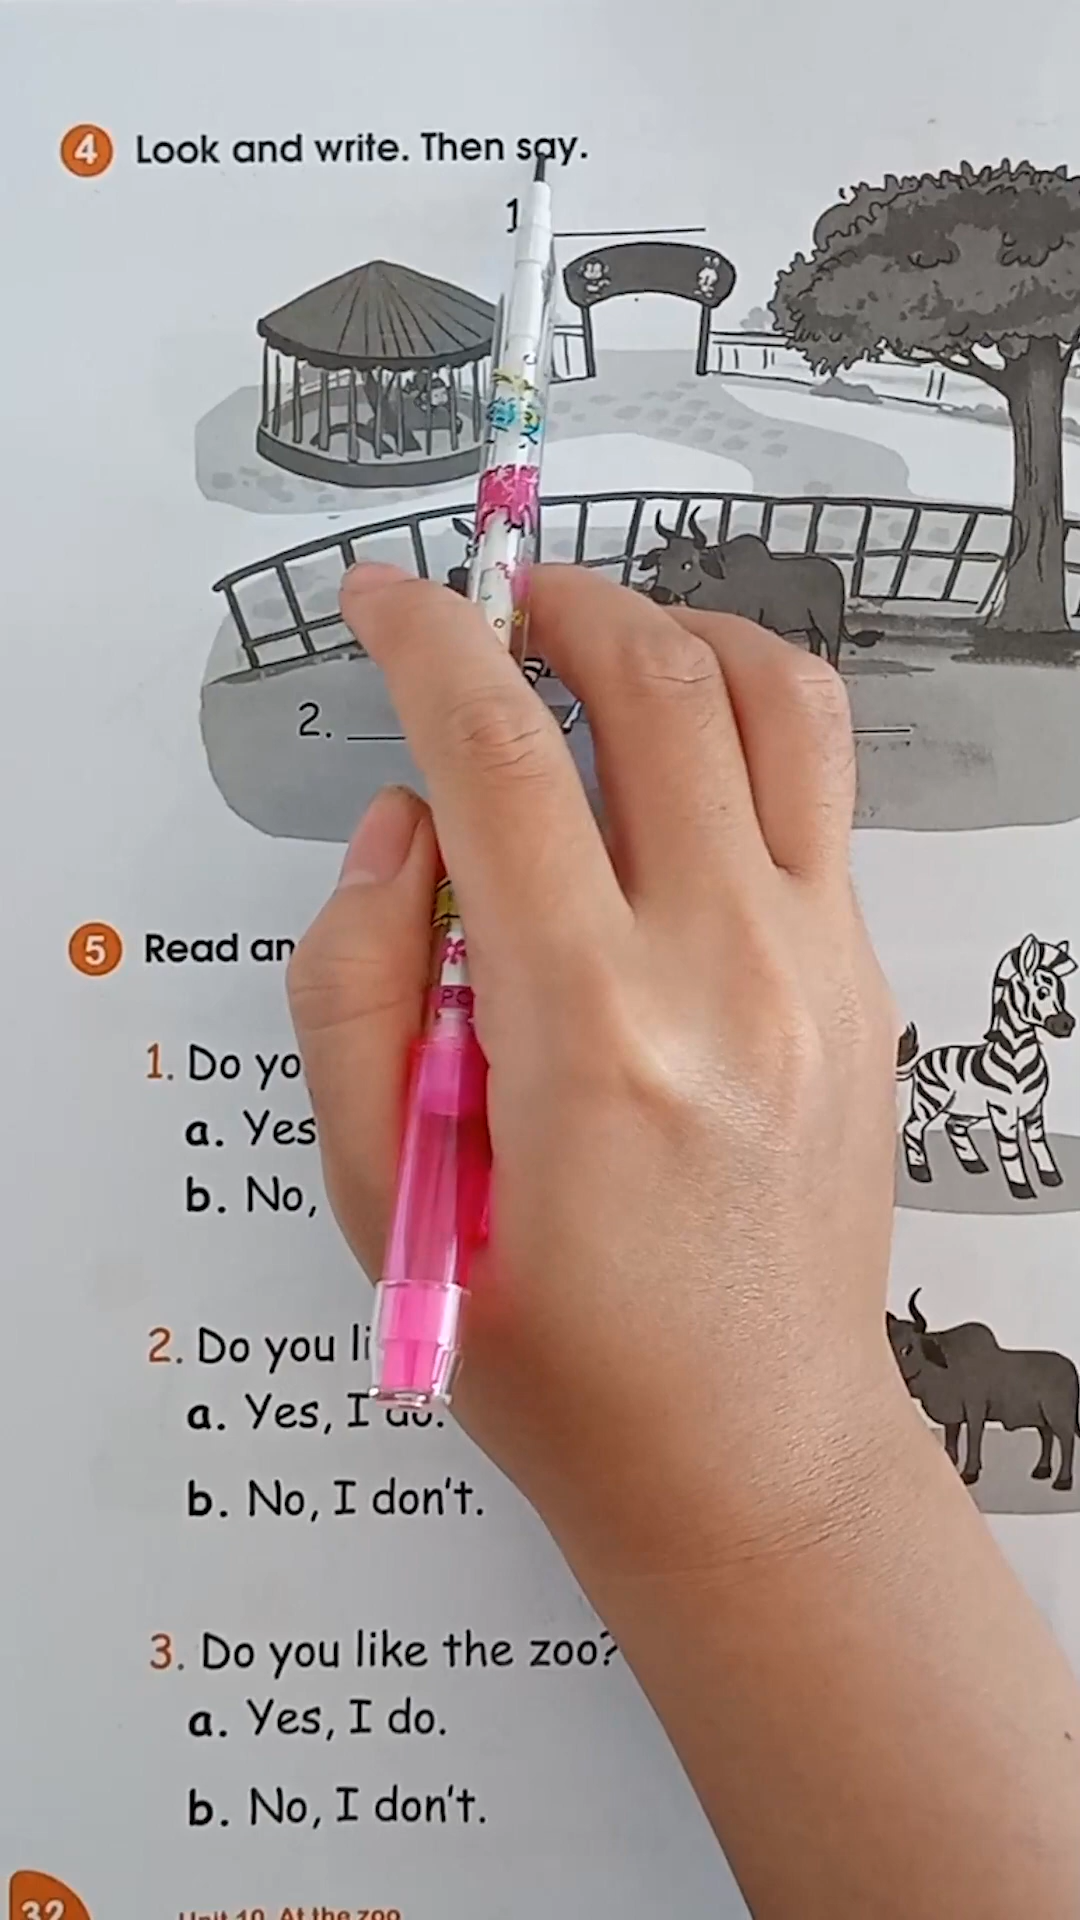 4 Look and write. Then say.
1
2.
5 Read an
1. Do yo
a. Yes
b. No,
2. Do you li
a. Yes, I do.
b. No, I don't.
3. Do you like the zoo?
a. Yes, I do.
b. No, I don't.
32 Unit 10 At the zoo